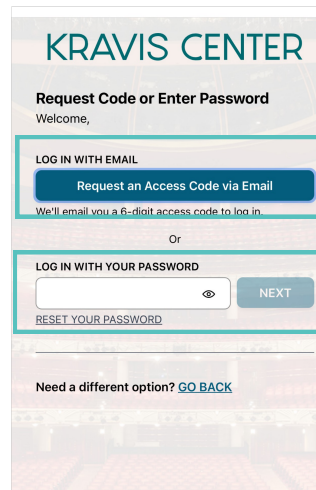 KRAVIS CENTER
Request Code or Enter Password
Welcome,
LOG IN WITH EMAIL
Request an Access Code via Email
We'll email you a 6-digit access code to log in.
Or
LOG IN WITH YOUR PASSWORD
NEXT
RESET YOUR PASSWORD
Need a different option? GO BACK